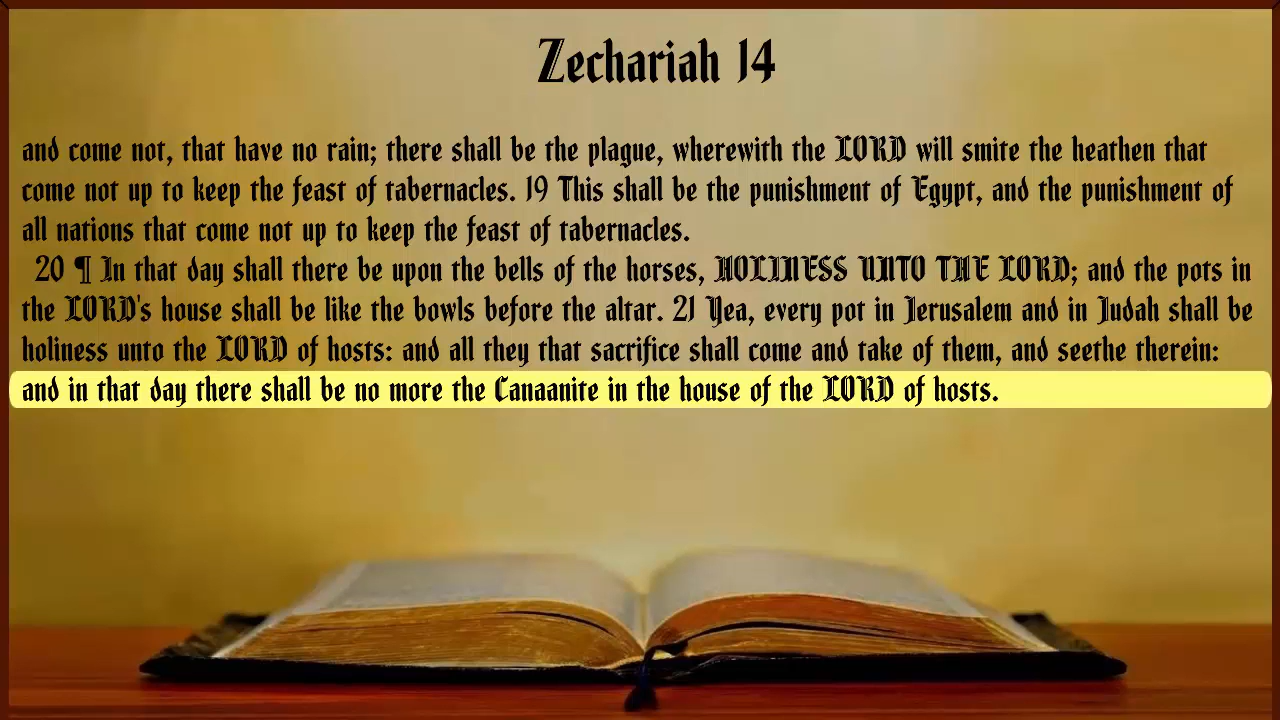 Zechariah 14
and come not, that have no rain; there shall be the plague, wherewith the LORD will smite the heathen that
come not up to keep the feast of tabernacles. 19 This shall be the punishment of Egypt, and the punishment of
all nations that come not up to keep the feast of tabernacles.
20 ¶ In that day shall there be upon the bells of the horses, HOLINESS UNTO THE LORD; and the pots in
the LORD's house shall be like the bowls before the altar. 21 Yea, every pot in Jerusalem and in Judah shall be
holiness unto the LORD of hosts: and all they that sacrifice shall come and take of them, and seethe therein:
and in that day there shall be no more the Canaanite in the house of the LORD of hosts.